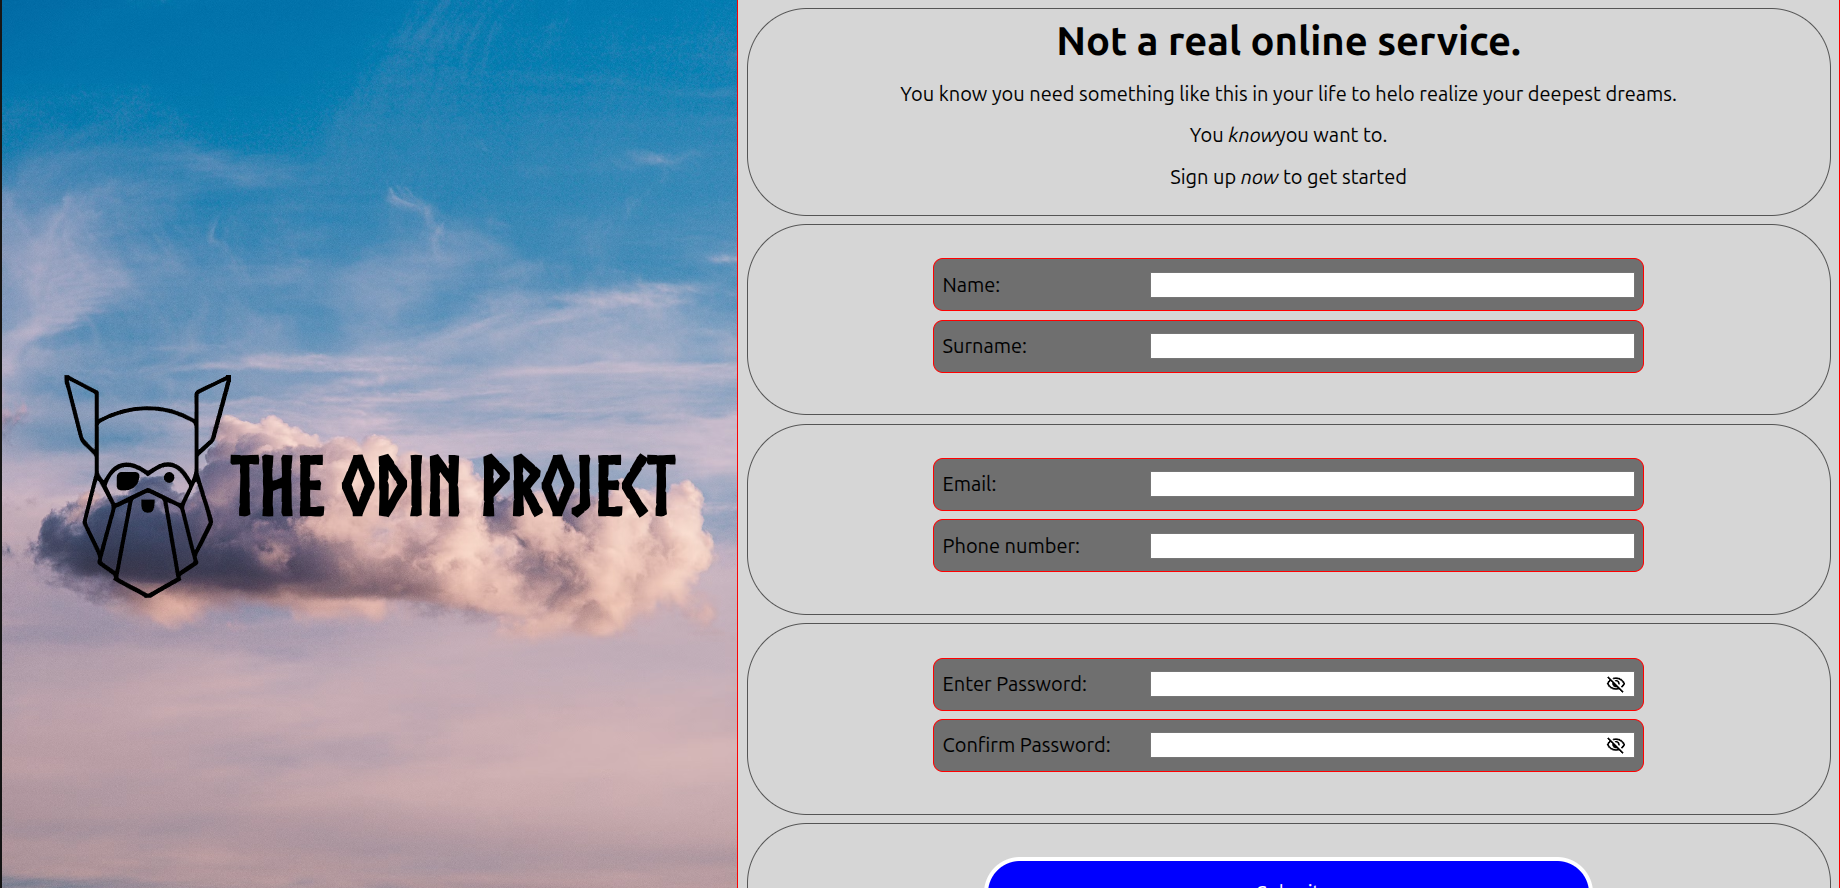 THE ODIN PROJECT
Not a real online service.
You know you need something like this in your life to helo realize your deepest dreams.
You knowyou want to.
Sign up now to get started
Name:
Surname:
Email:
Phone number:
Enter Password:
Confirm Password: